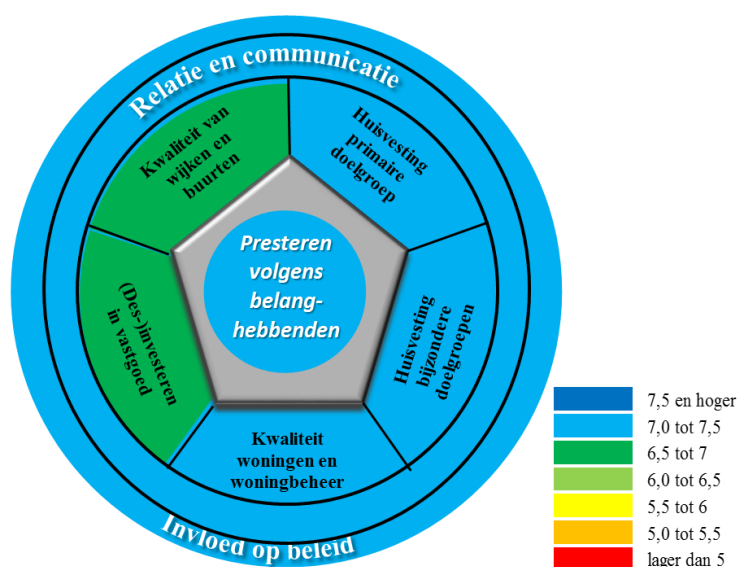 Relatie en communicatie
Kwaliteit van
wijken en
buurten
Huisvesting
primaire
doelgroep
Presteren
volgens
belang-
hebbenden
(Des-)investeren
in vastgoed
Huisvesting
bijzondere
doelgroepen
Kwaliteit
woningen en
woningbeheer
Invloed op beleid
7,5 en hoger
7,0 tot 7,5
6,5 tot 7
6,0 tot 6,5
5,5 tot 6
5,0 tot 5,5
lager dan 5